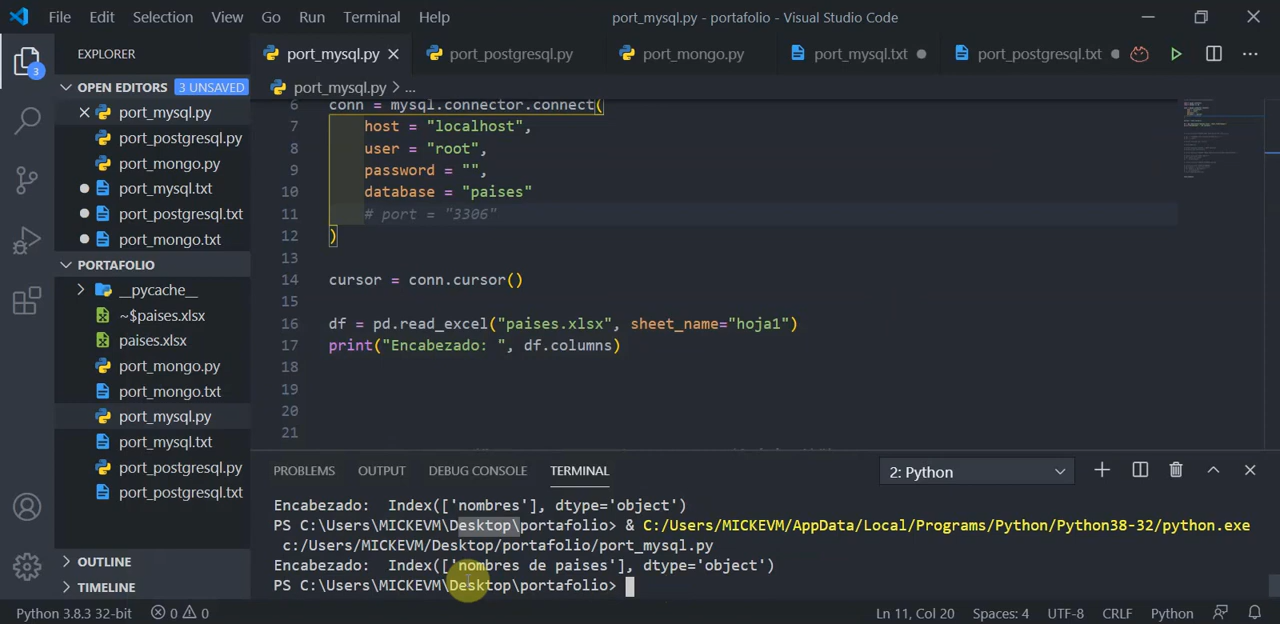 File Edit Selection View Go Run Terminal Help port_mysql.py - portafolio - Visual Studio Code
EXPLORER
port_mysql.py port_postgresql.py port_mongo.py port_mysql.txt port_postgresql.txt
OPEN EDITORS 3 UNSAVED
port_mysql.py > ...
port_mysql.py
port_postgresql.py
port_mongo.py
port_mysql.txt
port_postgresql.txt
port_mongo.txt
PORTAFOLIO
__pycache__
~$paises.xlsx
paises.xlsx
port_mongo.py
port_mongo.txt
port_mysql.py
port_mysql.txt
port_postgresql.py
port_postgresql.txt
OUTLINE
TIMELINE
3
6 conn = mysql.connector.connect(
7 host = "localhost",
8 user = "root",
9 password = "",
10 database = "paises"
11 # port = "3306"
12 )
13
14 cursor = conn.cursor()
15
16 df = pd.read_excel("paises.xlsx", sheet_name="hoja1")
17 print("Encabezado: ", df.columns)
18
19
20
21
PROBLEMS OUTPUT DEBUG CONSOLE TERMINAL 2: Python
Encabezado: Index(['nombres'], dtype='object')
PS C:\Users\MICKEVM\Desktop\portafolio> & C:/Users/MICKEVM/AppData/Local/Programs/Python/Python38-32/python.exe
c:/Users/MICKEVM/Desktop/portafolio/port_mysql.py
Encabezado: Index(['nombres de paises'], dtype='object')
PS C:\Users\MICKEVM\Desktop\portafolio>
Python 3.8.3 32-bit 0 0 Ln 11, Col 20 Spaces: 4 UTF-8 CRLF Python